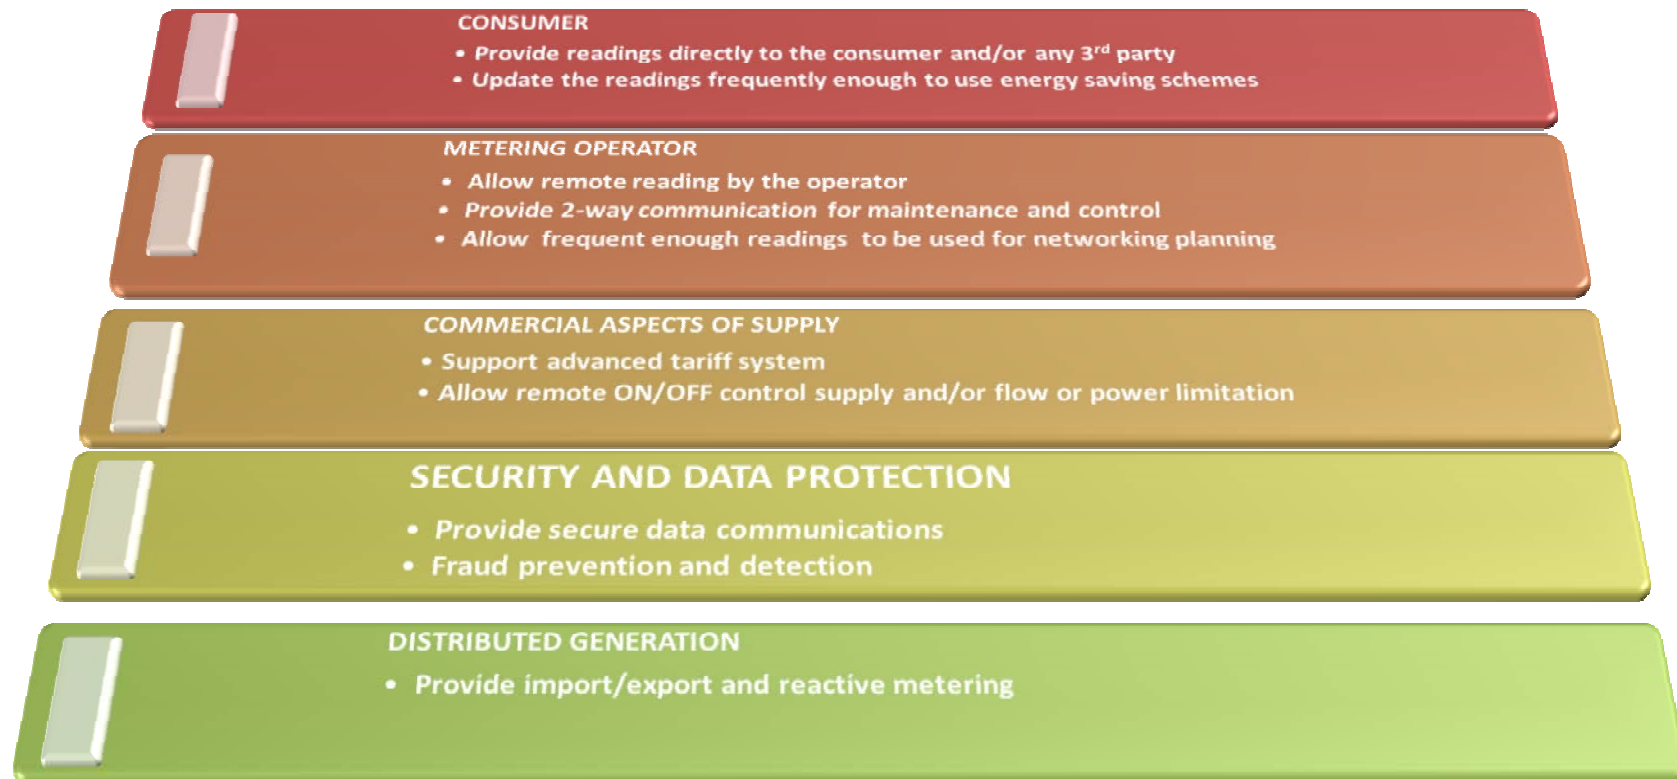 CONSUMER
• Provide readings directly to the consumer and/or any 3rd party
• Update the readings frequently enough to use energy saving schemes
METERING OPERATOR
• Allow remote reading by the operator
• Provide 2-way communication for maintenance and control
• Allow frequent enough readings to be used for networking planning
COMMERCIAL ASPECTS OF SUPPLY
• Support advanced tariff system
• Allow remote ON/OFF control supply and/or flow or power limitation
SECURITY AND DATA PROTECTION
• Provide secure data communications
• Fraud prevention and detection
DISTRIBUTED GENERATION
• Provide import/export and reactive metering